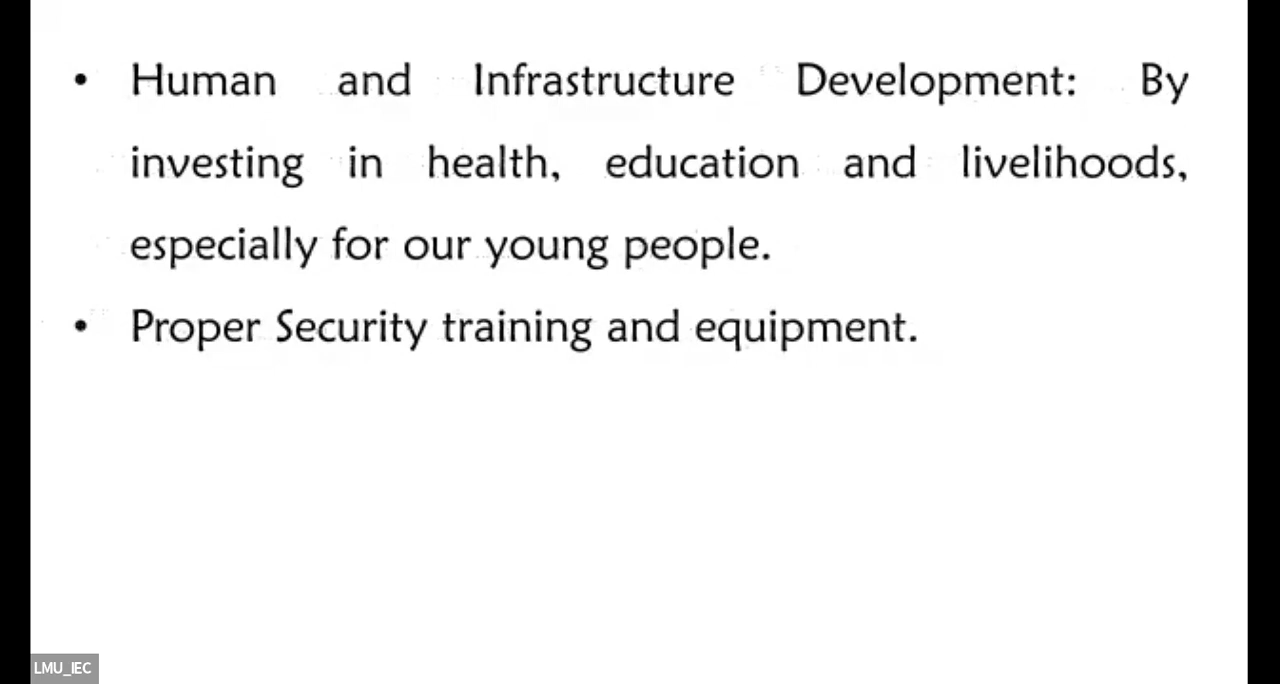 • Human and Infrastructure Development: By
investing in health, education and livelihoods,
especially for our young people.
• Proper Security training and equipment.
LMU_IEC